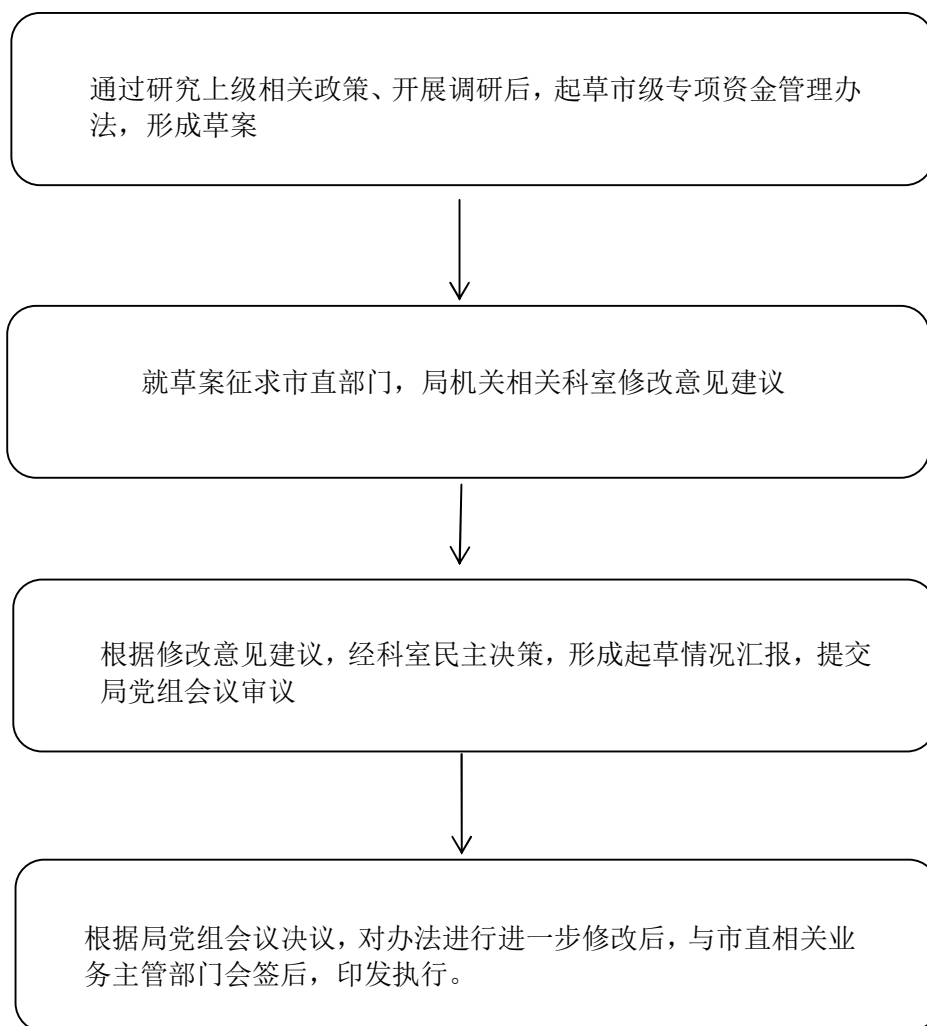 通过研究上级相关政策、开展调研后，起草市级专项资金管理办
法，形成草案
就草案征求市直部门，局机关相关科室修改意见建议
根据修改意见建议，经科室民主决策，形成起草情况汇报，提交
局党组会议审议
根据局党组会议决议，对办法进行进一步修改后，与市直相关业
务主管部门会签后，印发执行。